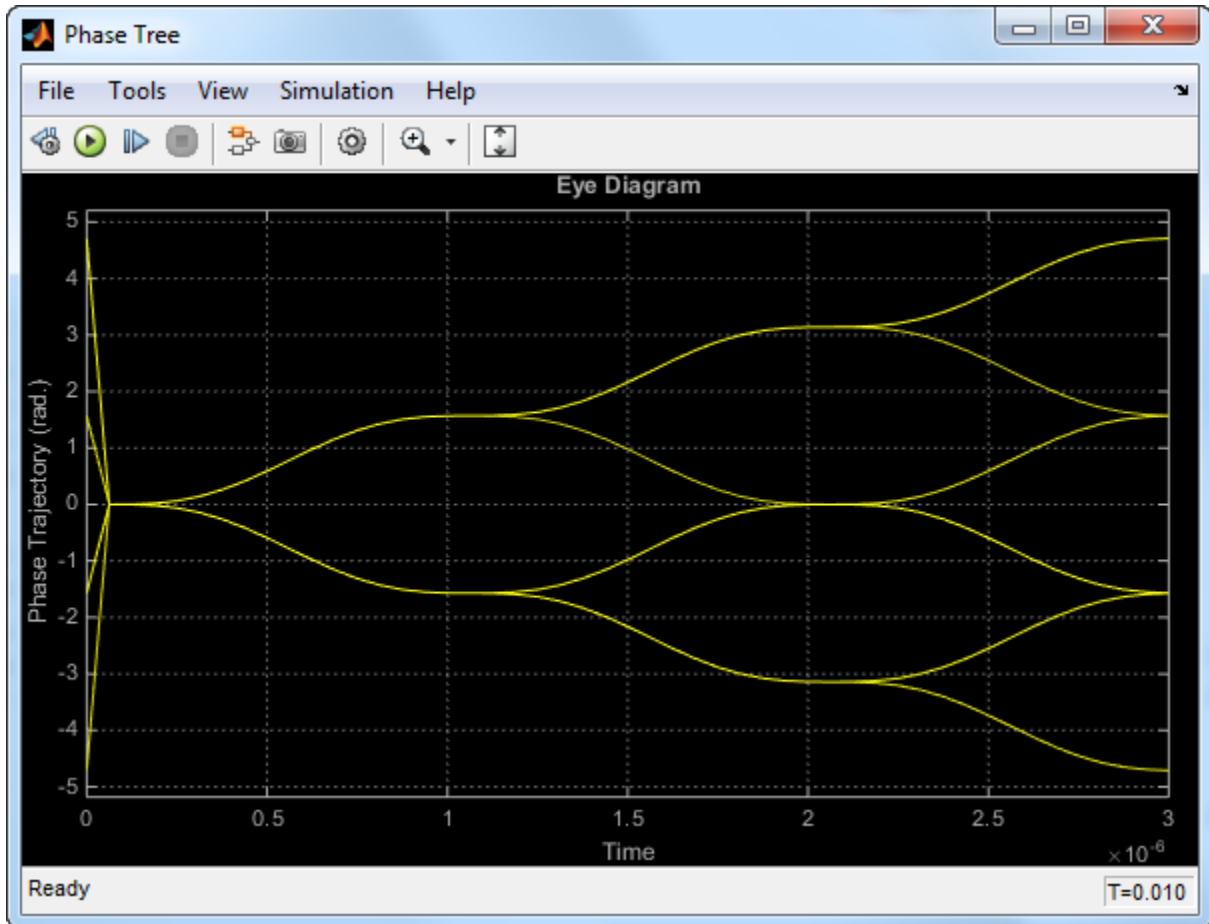 Phase Tree
File Tools View Simulation Help
Eye Diagram
5
4
3
2
1
0
-1
-2
-3
-4
-5
Phase Trajectory (rad.)
0 0.5 1 1.5 2 2.5 3
Time
×10⁻⁶
Ready
T=0.010